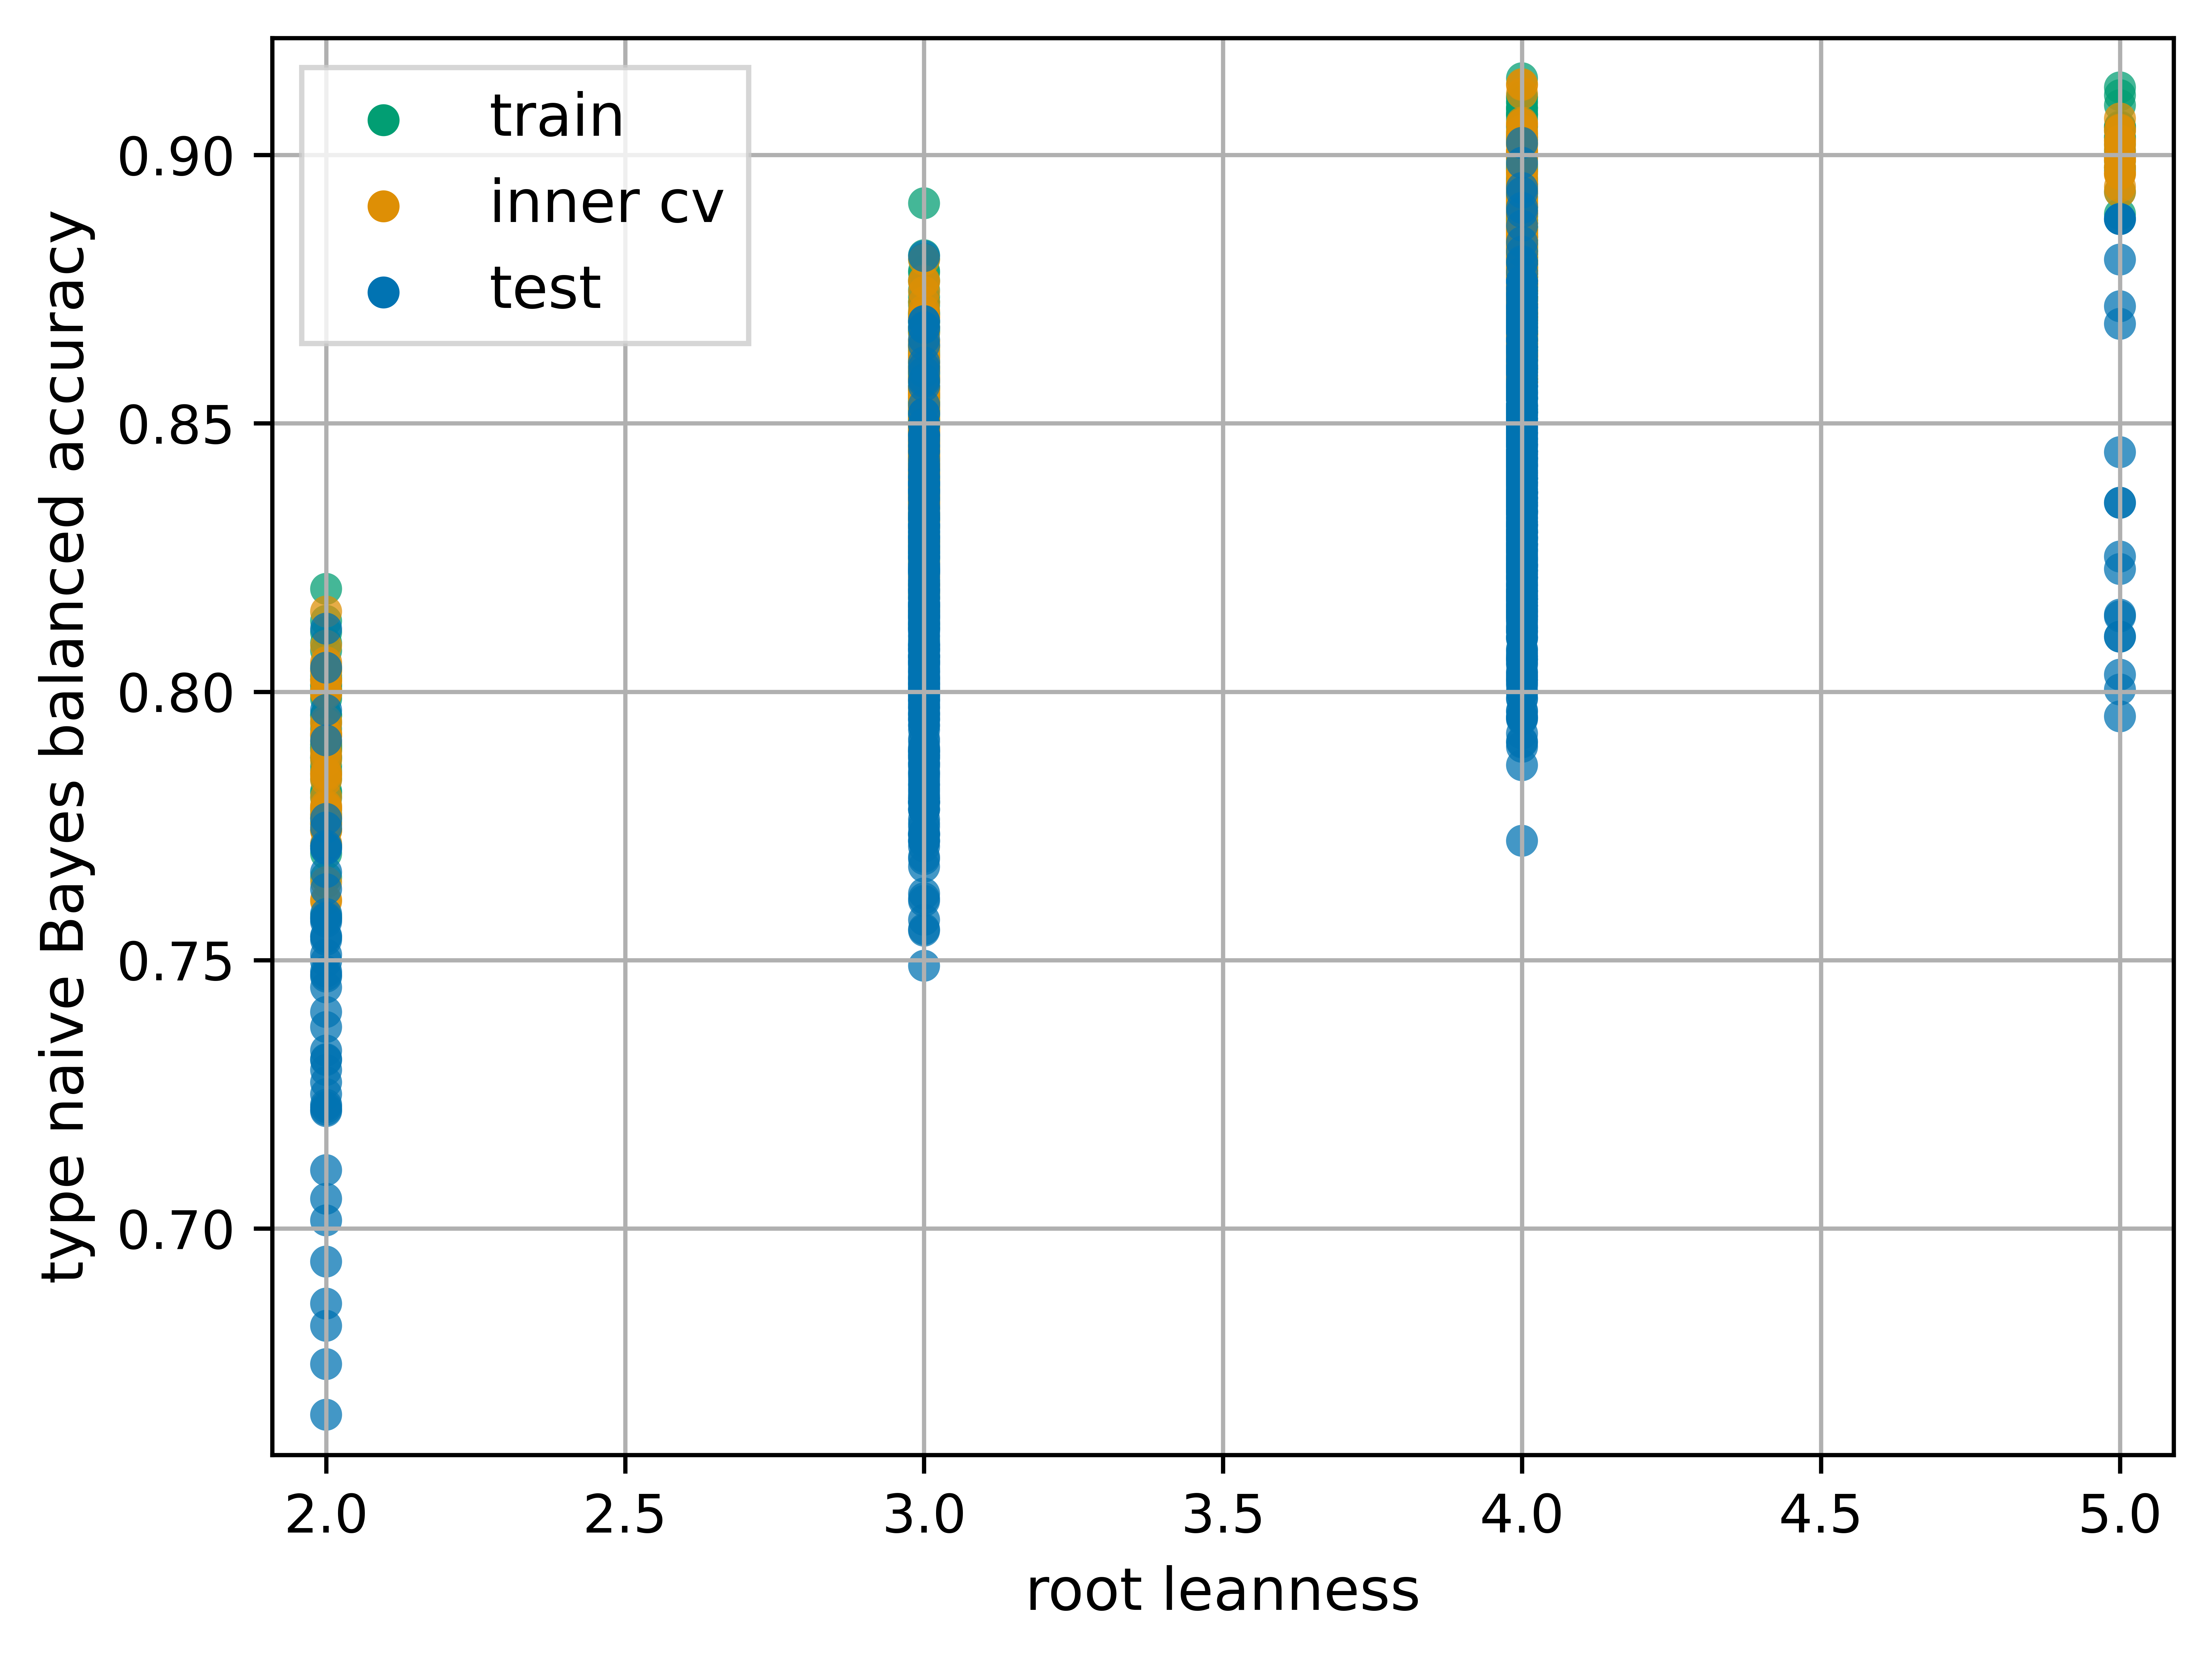 train
inner cv
test
type naive Bayes balanced accuracy
0.90
0.85
0.80
0.75
0.70
2.0 2.5 3.0 3.5 4.0 4.5 5.0
root leanness